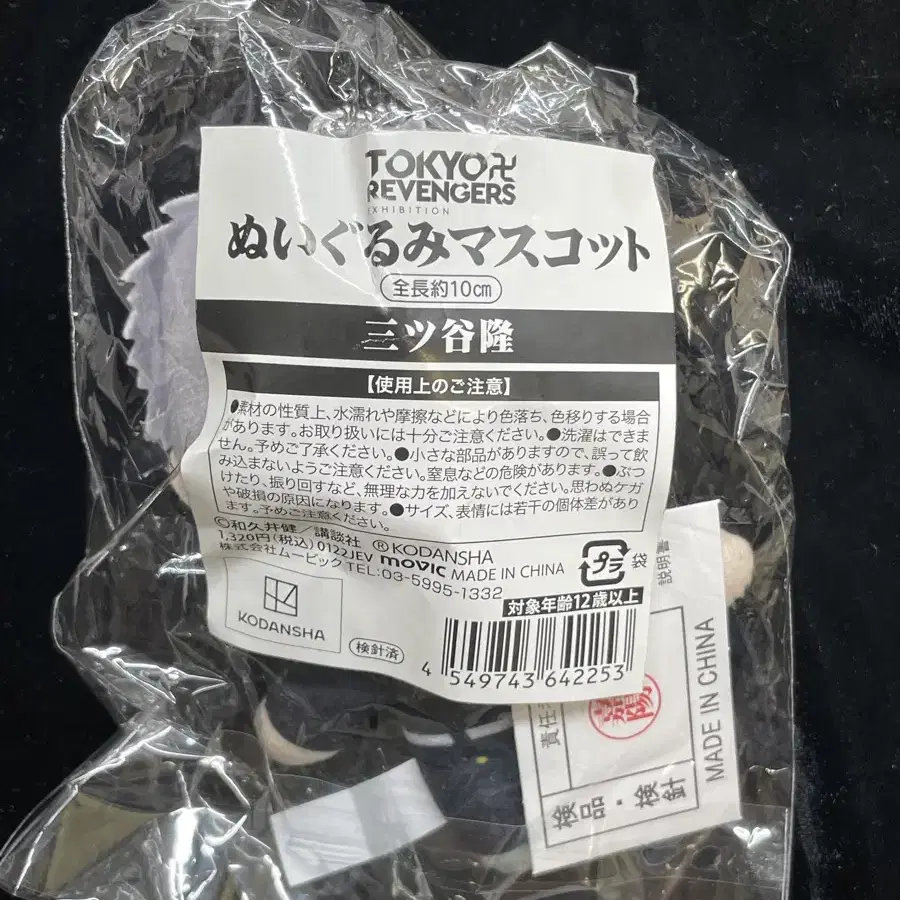 TOKYO卍
REVENGERS
EXHIBITION
ぬいぐるみマスコット
全長約10cm
三ツ谷隆
【使用上のご注意】
●素材の性質上、水濡れや摩擦などにより色落ち、色移りする場合
があります。お取り扱いには十分ご注意ください。●洗濯はできま
せん。予めご了承ください。●小さな部品がありますので、誤って飲
み込まないようご注意ください。窒息などの危険があります。●ぶつ
けたり、振り回すなど、無理な力を加えないでください。思わぬケガ
や破損の原因になります。●サイズ、表情には若干の個体差があり
ます。予めご注意ください。
©和久井健／講談社 ®KODANSHA
1,320円(税込) 0122JEV movic MADE IN CHINA
株式会社ムービック TEL:03-5995-1332
プラ 袋
対象年齢12歳以上
KODANSHA
検針済
4 549743 642253
説明書
責任
検品・検針
MADE IN CHINA